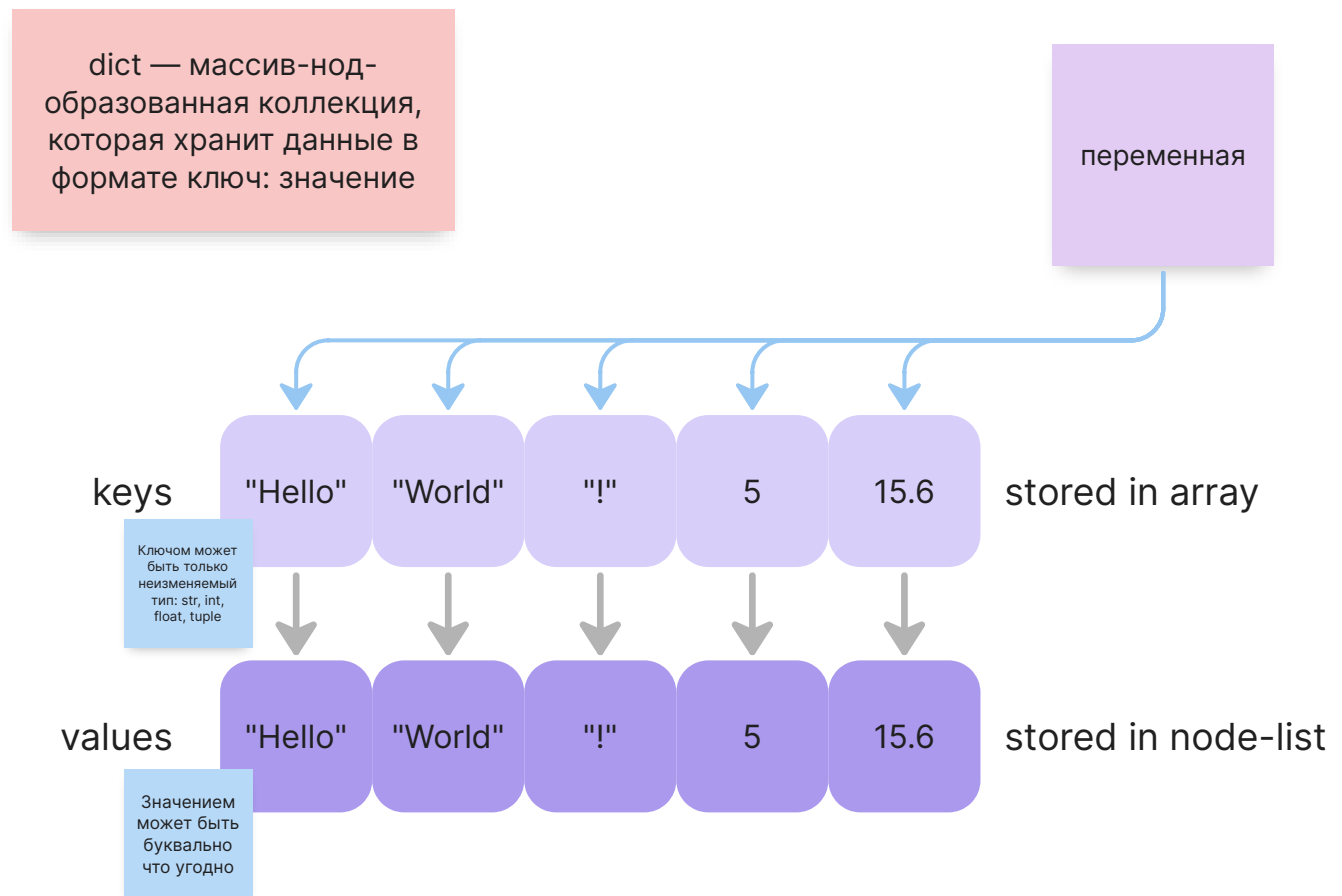 dict — массив-нод-
образованная коллекция,
которая хранит данные в
формате ключ: значение
переменная
keys
"Hello" "World" "!" 5 15.6
stored in array
Ключом может
быть только
неизменяемый
тип: str, int,
float, tuple
values
"Hello" "World" "!" 5 15.6
stored in node-list
Значением
может быть
буквально
что угодно